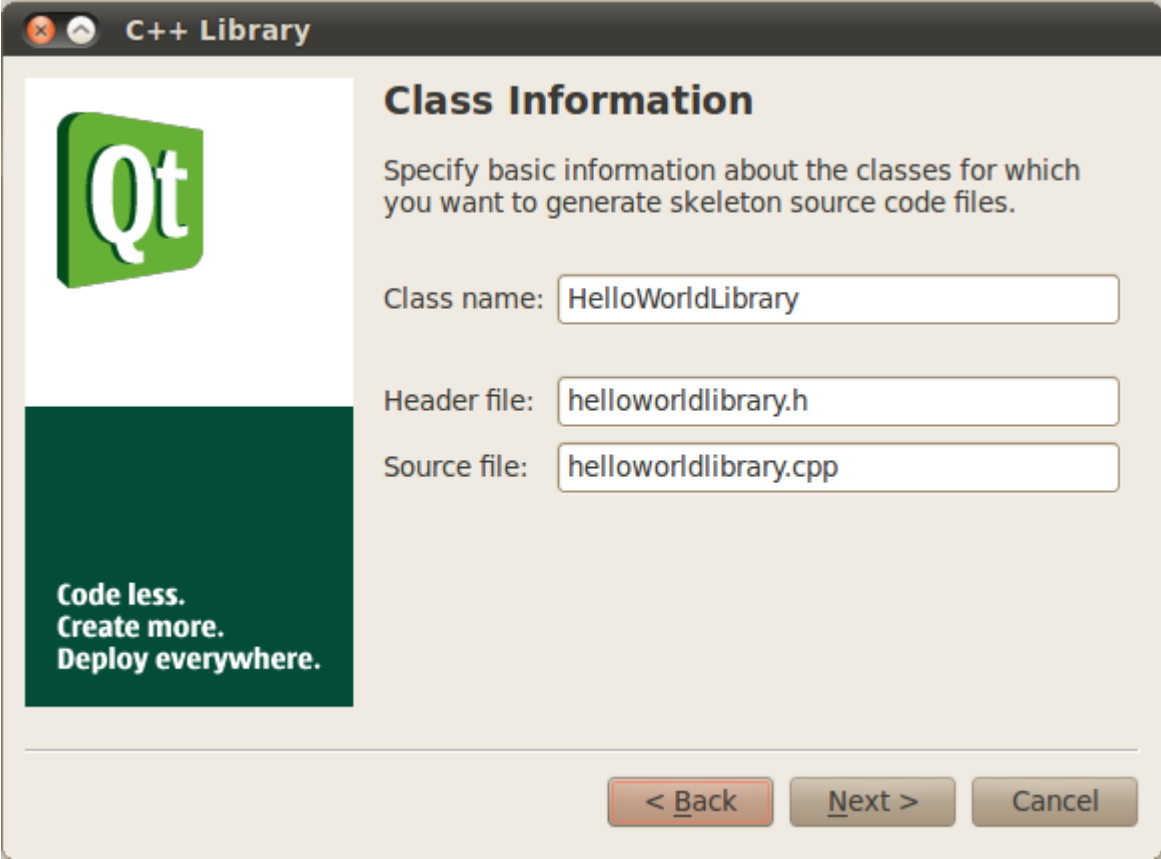 C++ Library
Qt
Code less.
Create more.
Deploy everywhere.
Class Information
Specify basic information about the classes for which
you want to generate skeleton source code files.
Class name: HelloWorldLibrary
Header file: helloworldlibrary.h
Source file: helloworldlibrary.cpp
< Back Next > Cancel